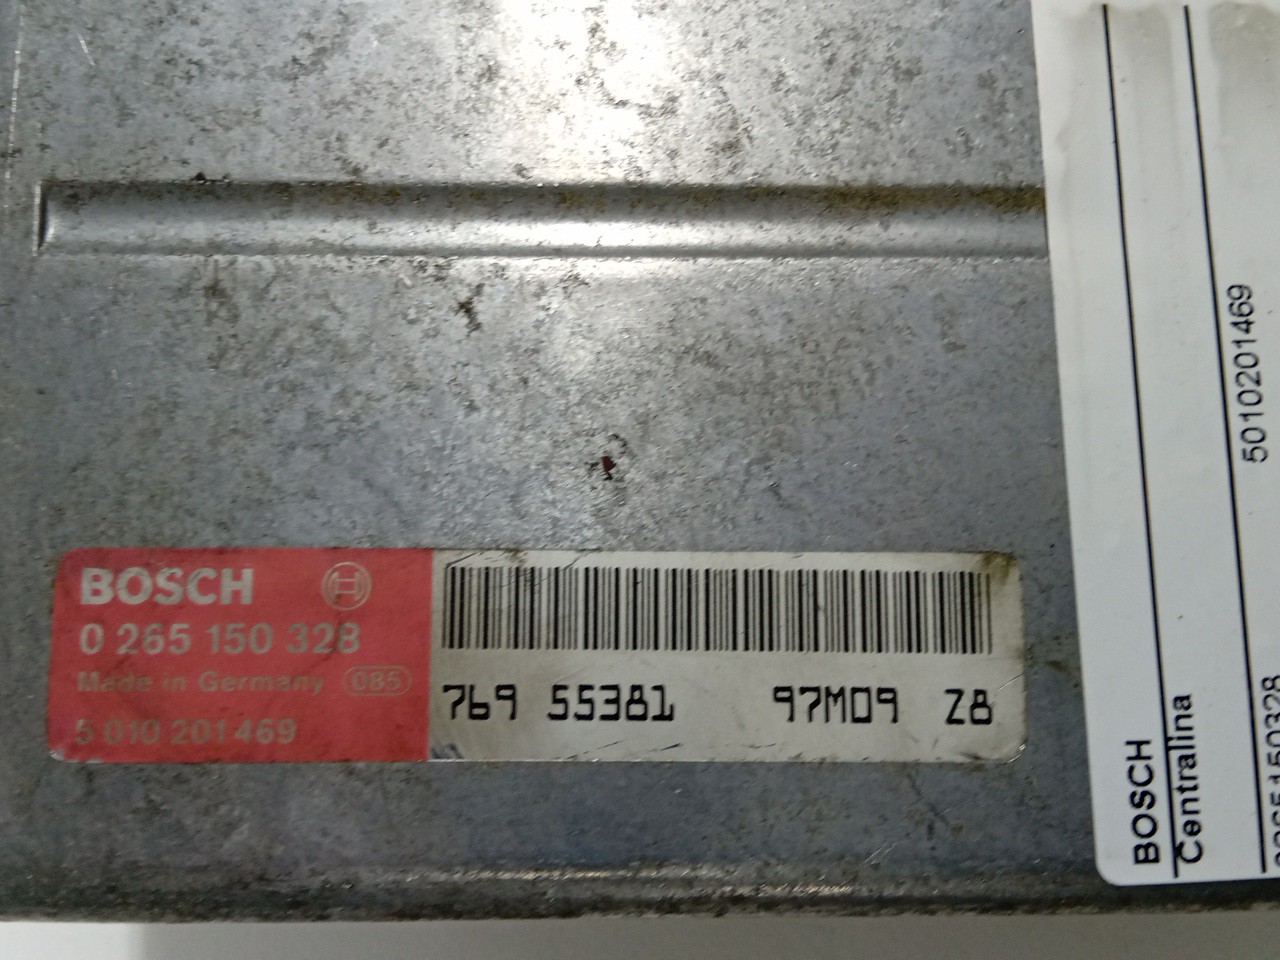 BOSCH
0 265 150 328
Made in Germany 085
5 010 201 469
769 55381 97M09 Z8
BOSCH
Centralina
5010201469
0265150328